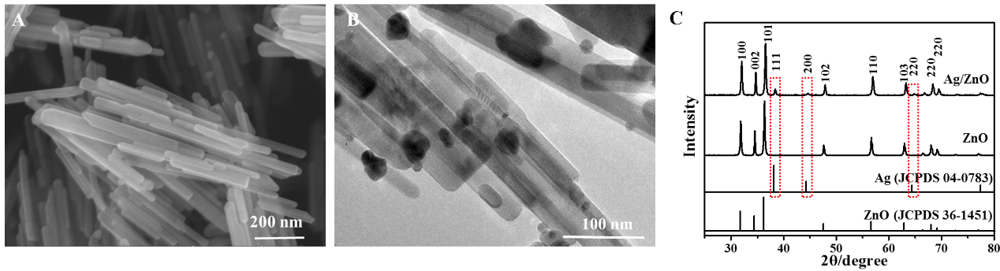 A
200 nm
B
100 nm
C
100
002
101
111
200
102
110
103
220
220
220
Ag/ZnO
ZnO
Ag (JCPDS 04-0783)
ZnO (JCPDS 36-1451)
Intensity
30 40 50 60 70 80
2θ/degree